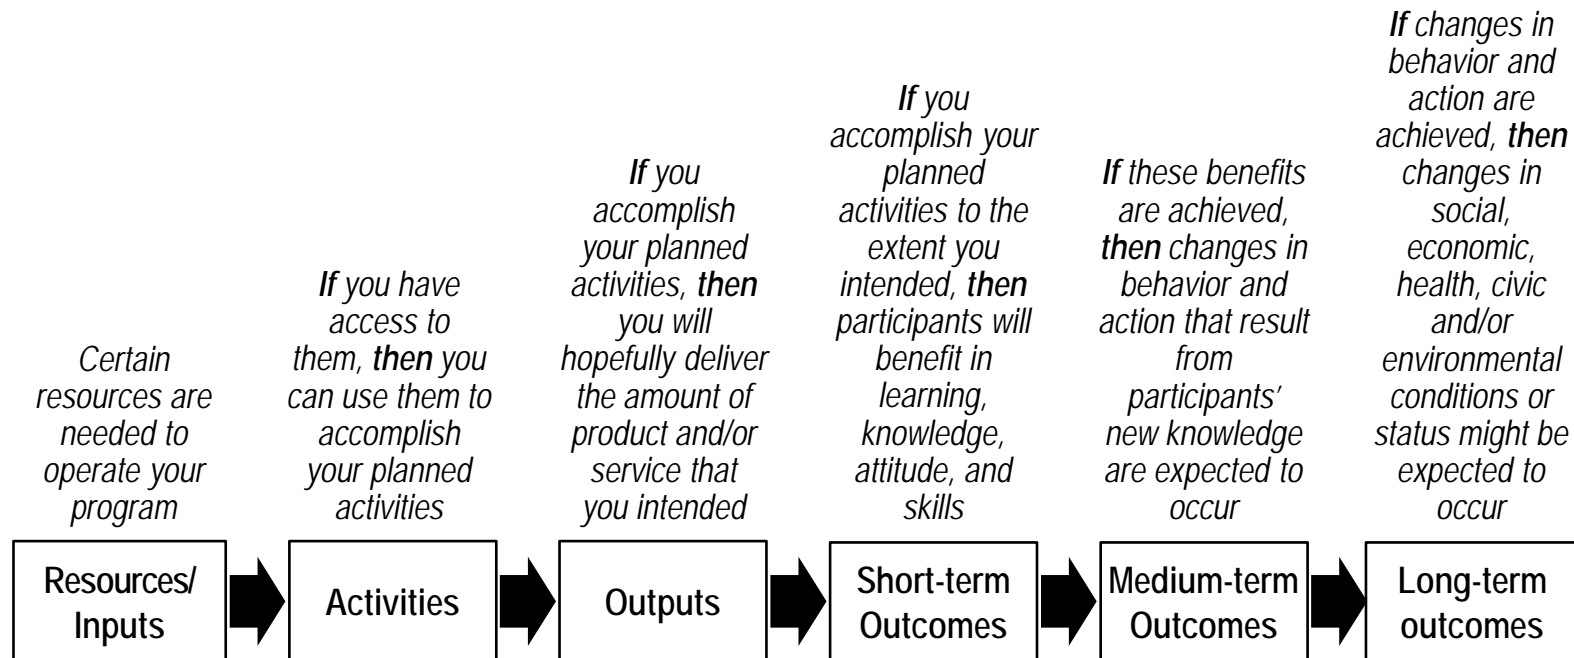 Certain
resources are
needed to
operate your
program
If you have
access to
them, then you
can use them to
accomplish
your planned
activities
If you
accomplish
your planned
activities, then
you will
hopefully deliver
the amount of
product and/or
service that
you intended
If you
accomplish your
planned
activities to the
extent you
intended, then
participants will
benefit in
learning,
knowledge,
attitude, and
skills
If these benefits
are achieved,
then changes in
behavior and
action that result
from
participants’
new knowledge
are expected to
occur
If changes in
behavior and
action are
achieved, then
changes in
social,
economic,
health, civic
and/or
environmental
conditions or
status might be
expected to
occur
Resources/
Inputs
Activities
Outputs
Short-term
Outcomes
Medium-term
Outcomes
Long-term
outcomes